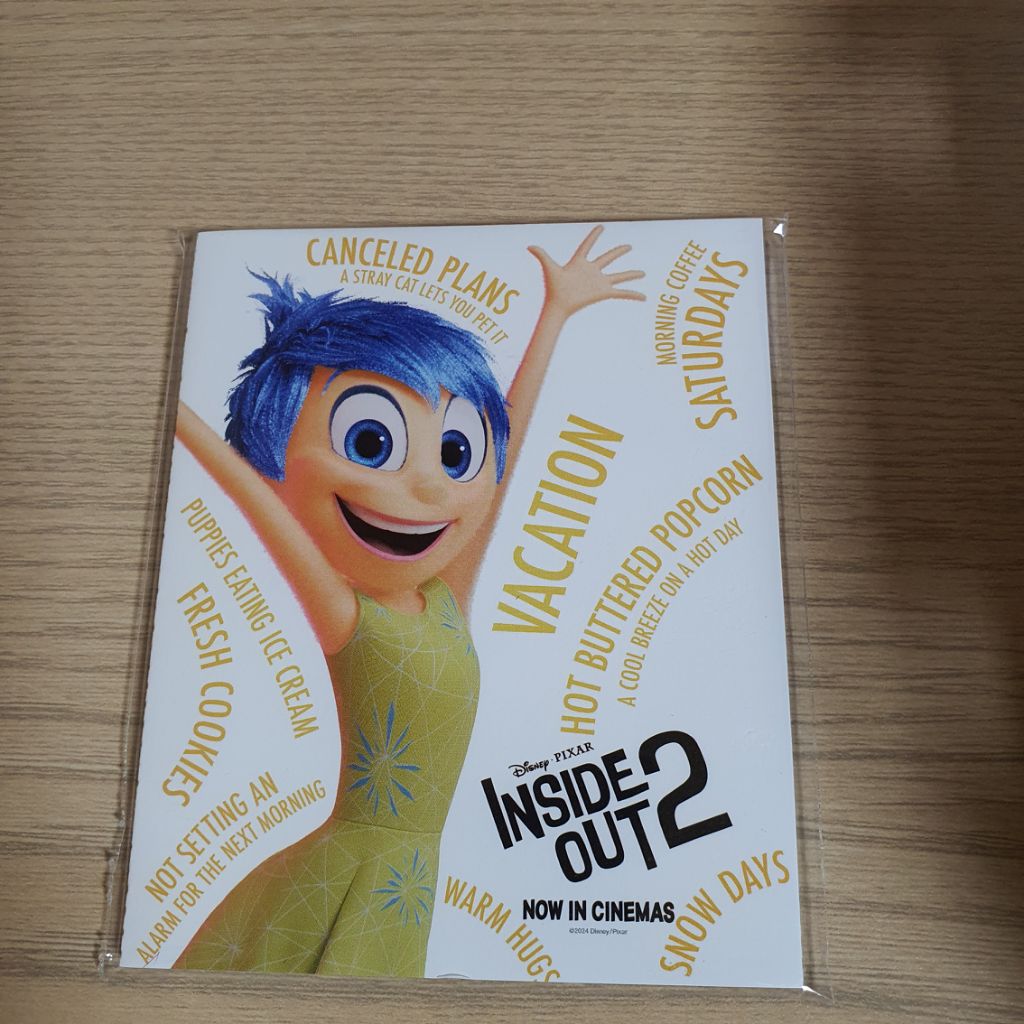 CANCELED PLANS
A STRAY CAT LETS YOU PET IT
MORNING COFFEE
SATURDAYS
VACATION
HOT BUTTERED POPCORN
A COOL BREEZE ON A HOT DAY
PUPPIES EATING ICE CREAM
FRESH COOKIES
NOT SETTING AN
ALARM FOR THE NEXT MORNING
Disney · PIXAR
INSIDE
OUT 2
NOW IN CINEMAS
©2024 Disney/Pixar
WARM HUGS
SNOW DAYS